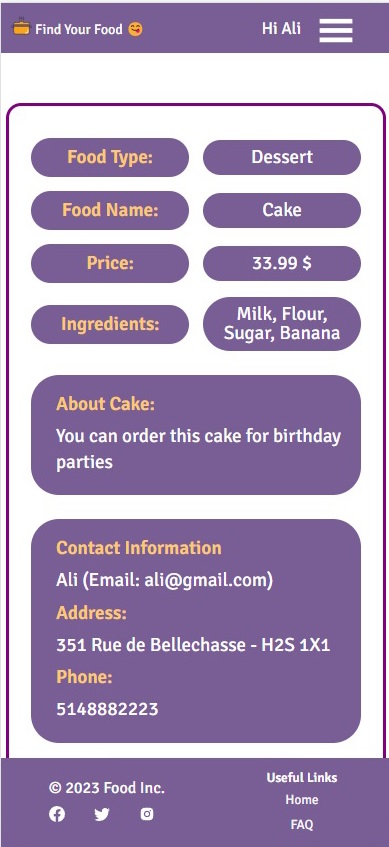 Find Your Food
Hi Ali
Food Type: Dessert
Food Name: Cake
Price: 33.99 $
Ingredients: Milk, Flour,
Sugar, Banana
About Cake:
You can order this cake for birthday
parties
Contact Information
Ali (Email: ali@gmail.com)
Address:
351 Rue de Bellechasse - H2S 1X1
Phone:
5148882223
© 2023 Food Inc.
Useful Links
Home
FAQ